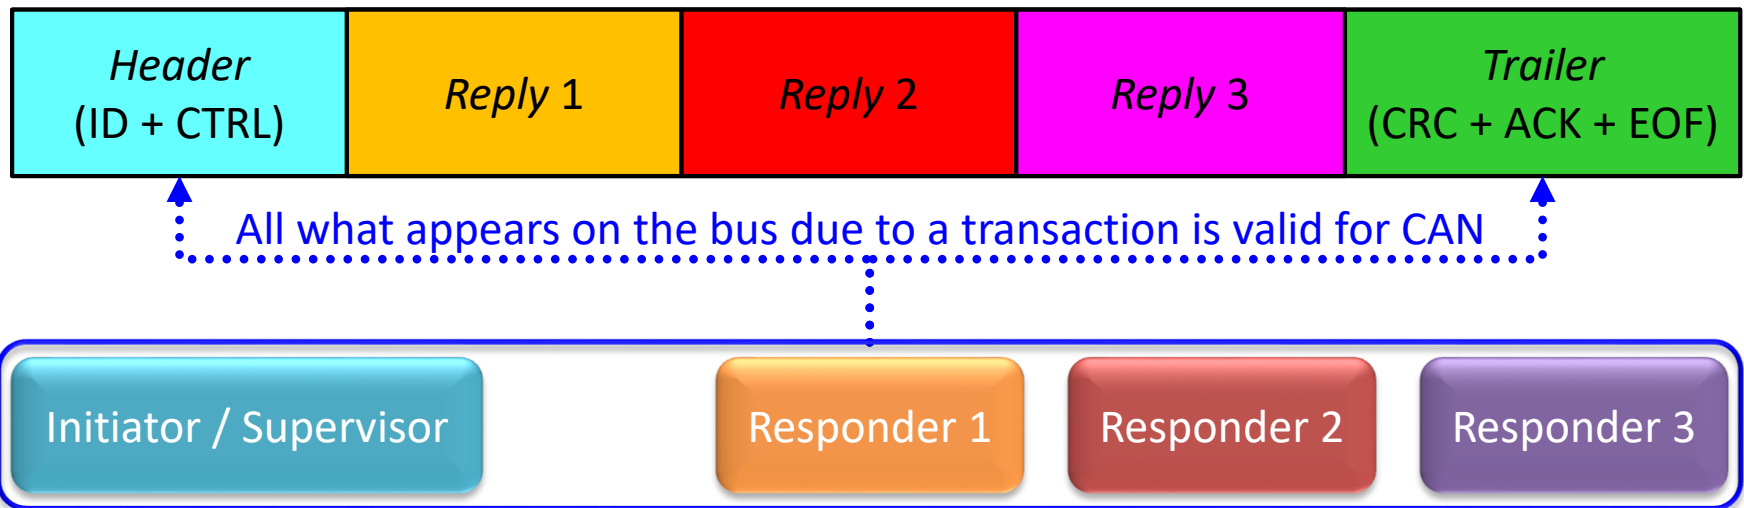 Header
(ID + CTRL)
Reply 1
Reply 2
Reply 3
Trailer
(CRC + ACK + EOF)
All what appears on the bus due to a transaction is valid for CAN
Initiator / Supervisor
Responder 1
Responder 2
Responder 3